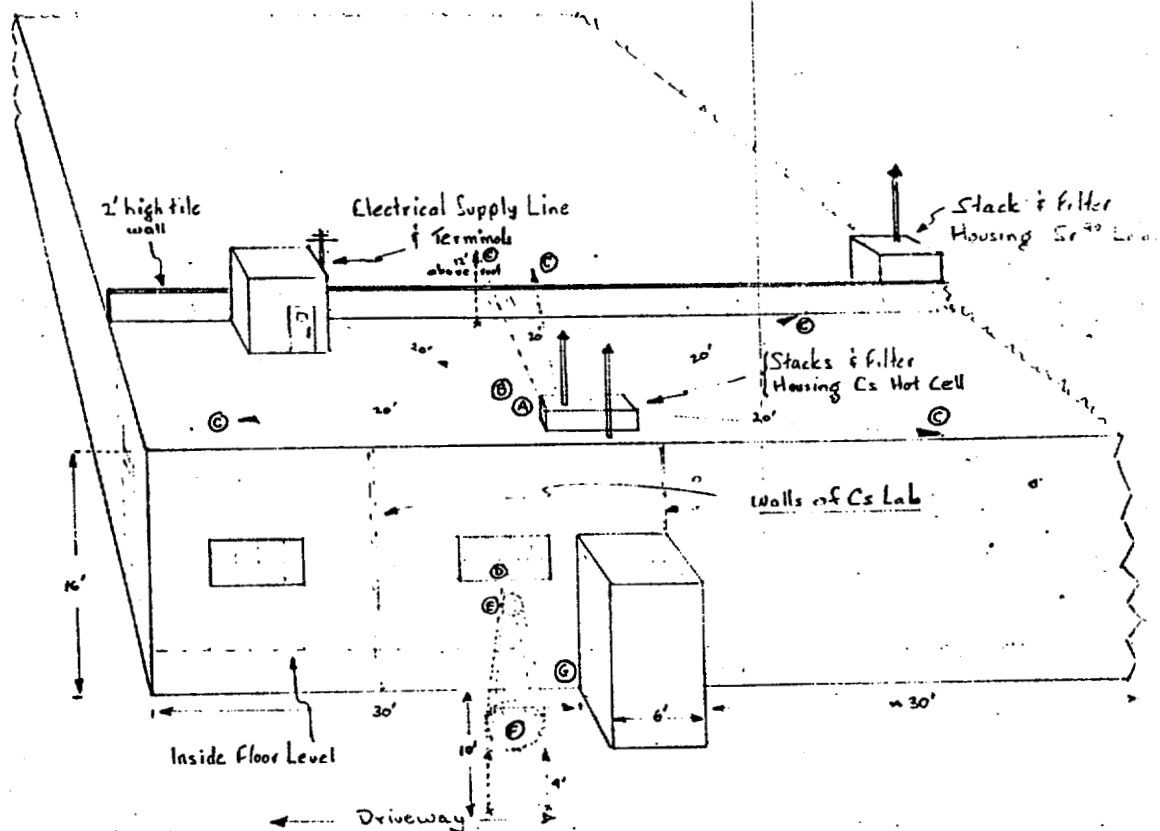 2' high tile
wall
Electrical Supply Line
& Terminals
12'
above roof
C
C
Stack & Filter
Housing Sr⁹⁰
20'
20'
C
20'
Stacks & Filter
Housing Cs Hot Cell
B
A
C
20'
20'
C
Walls of Cs Lab
16'
D
E
G
30'
6'
≈ 30'
F
10'
4'
Inside Floor Level
Driveway